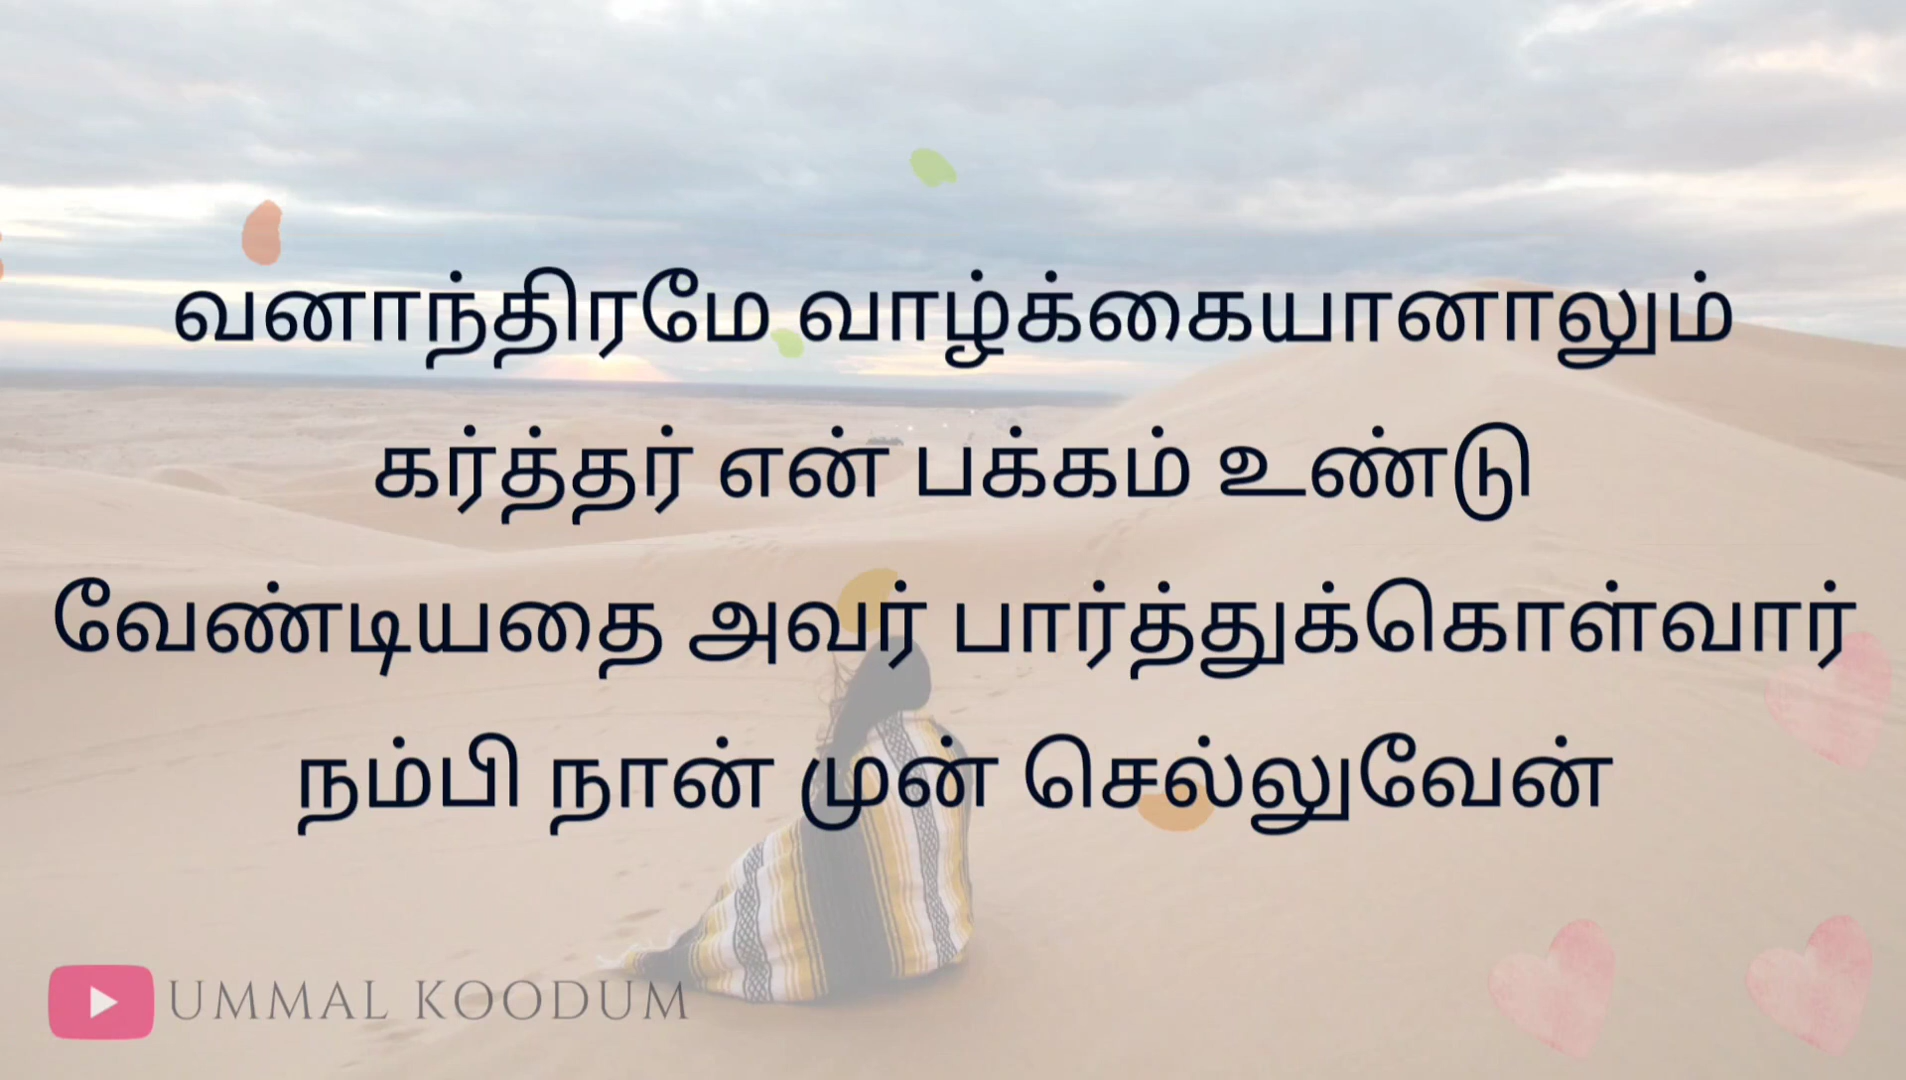 வனாந்திரமே வாழ்க்கையானாலும்
கர்த்தர் என் பக்கம் உண்டு
வேண்டியதை அவர் பார்த்துக்கொள்வார்
நம்பி நான் முன் செல்லுவேன்
UMMAL KOODUM